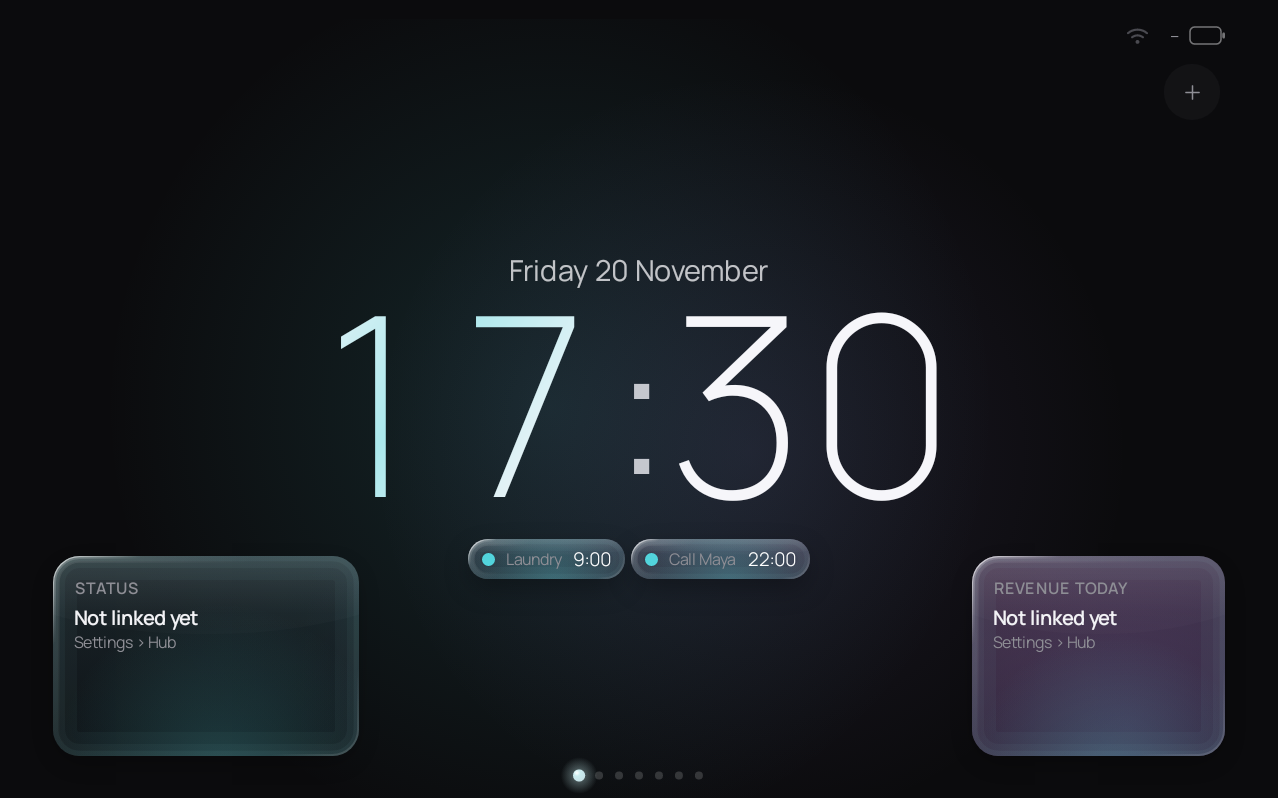 –
+
Friday 20 November
17:30
Laundry 9:00
Call Maya 22:00
STATUS
Not linked yet
Settings › Hub
REVENUE TODAY
Not linked yet
Settings › Hub